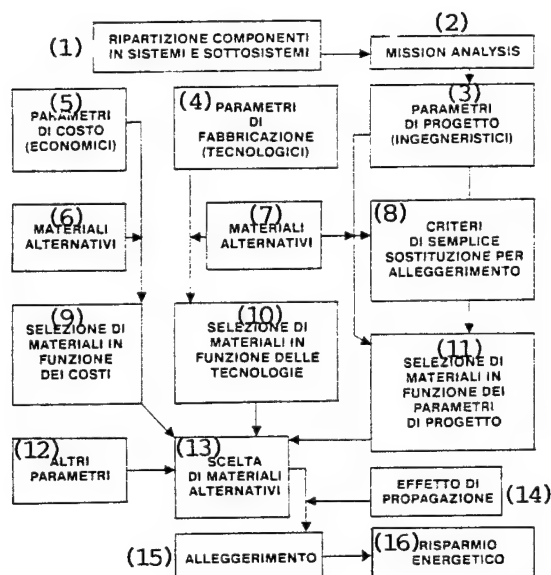 (1) RIPARTIZIONE COMPONENTI
IN SISTEMI E SOTTOSISTEMI
(2)
MISSION ANALYSIS
(5)
PARAMETRI
DI COSTO
(ECONOMICI)
(4)
PARAMETRI
DI
FABBRICAZIONE
(TECNOLOGICI)
(3)
PARAMETRI
DI PROGETTO
(INGEGNERISTICI)
(6)
MATERIALI
ALTERNATIVI
(7)
MATERIALI
ALTERNATIVI
(8)
CRITERI
DI SEMPLICE
SOSTITUZIONE PER
ALLEGGERIMENTO
(9)
SELEZIONE DI
MATERIALI IN
FUNZIONE
DEI COSTI
(10)
SELEZIONE DI
MATERIALI IN
FUNZIONE DELLE
TECNOLOGIE
(11)
SELEZIONE DI
MATERIALI IN
FUNZIONE DEI
PARAMETRI
DI PROGETTO
(12)
ALTRI
PARAMETRI
(13)
SCELTA
DI MATERIALI
ALTERNATIVI
EFFETTO DI
PROPAGAZIONE
(14)
(15) ALLEGGERIMENTO
(16) RISPARMIO
ENERGETICO